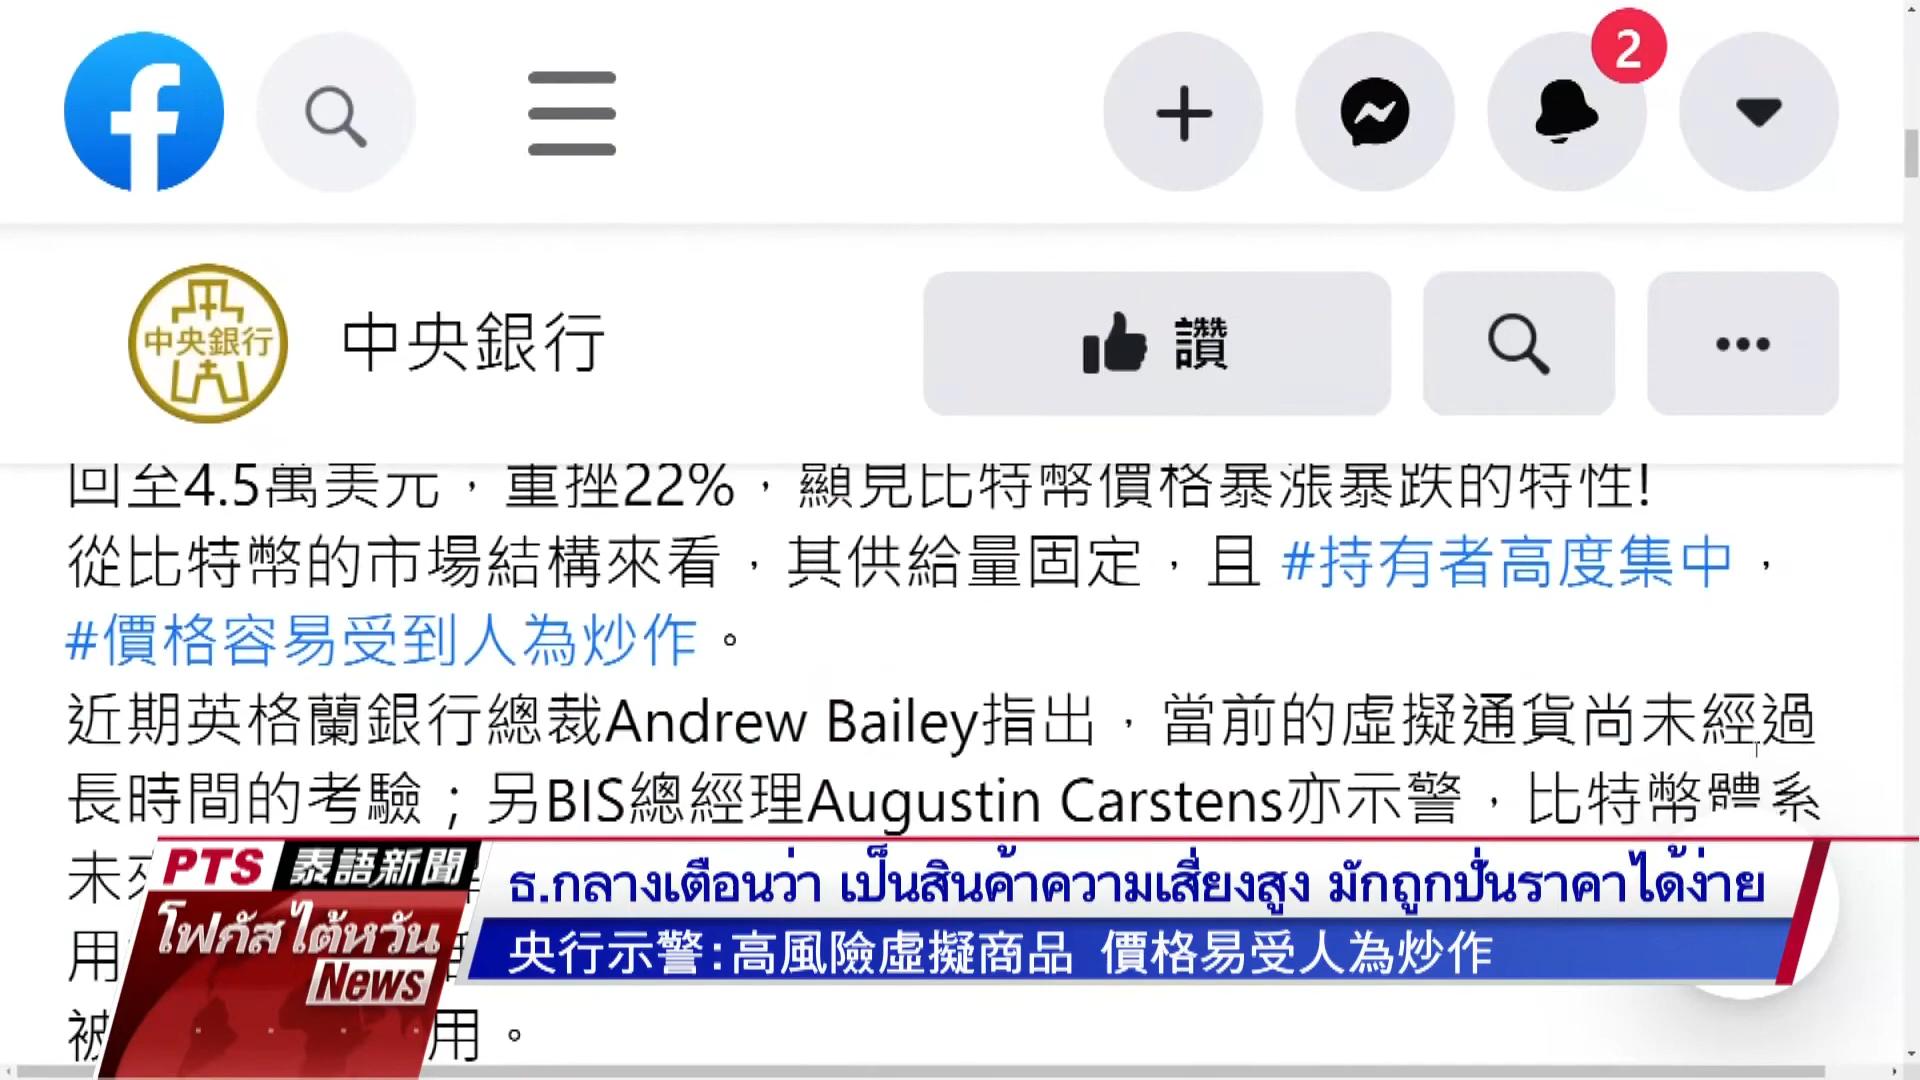 2
中央銀行
中央銀行
讚
回至4.5萬美元，重挫22%，顯見比特幣價格暴漲暴跌的特性!
從比特幣的市場結構來看，其供給量固定，且 #持有者高度集中，
#價格容易受到人為炒作。
近期英格蘭銀行總裁Andrew Bailey指出，當前的虛擬通貨尚未經過
長時間的考驗；另BIS總經理Augustin Carstens亦示警，比特幣體系
未
用
被 用。
PTS 泰語新聞
โฟกัสไต้หวัน
News
ธ.กลางเตือนว่า เป็นสินค้าความเสี่ยงสูง มักถูกปั่นราคาได้ง่าย
央行示警:高風險虛擬商品 價格易受人為炒作